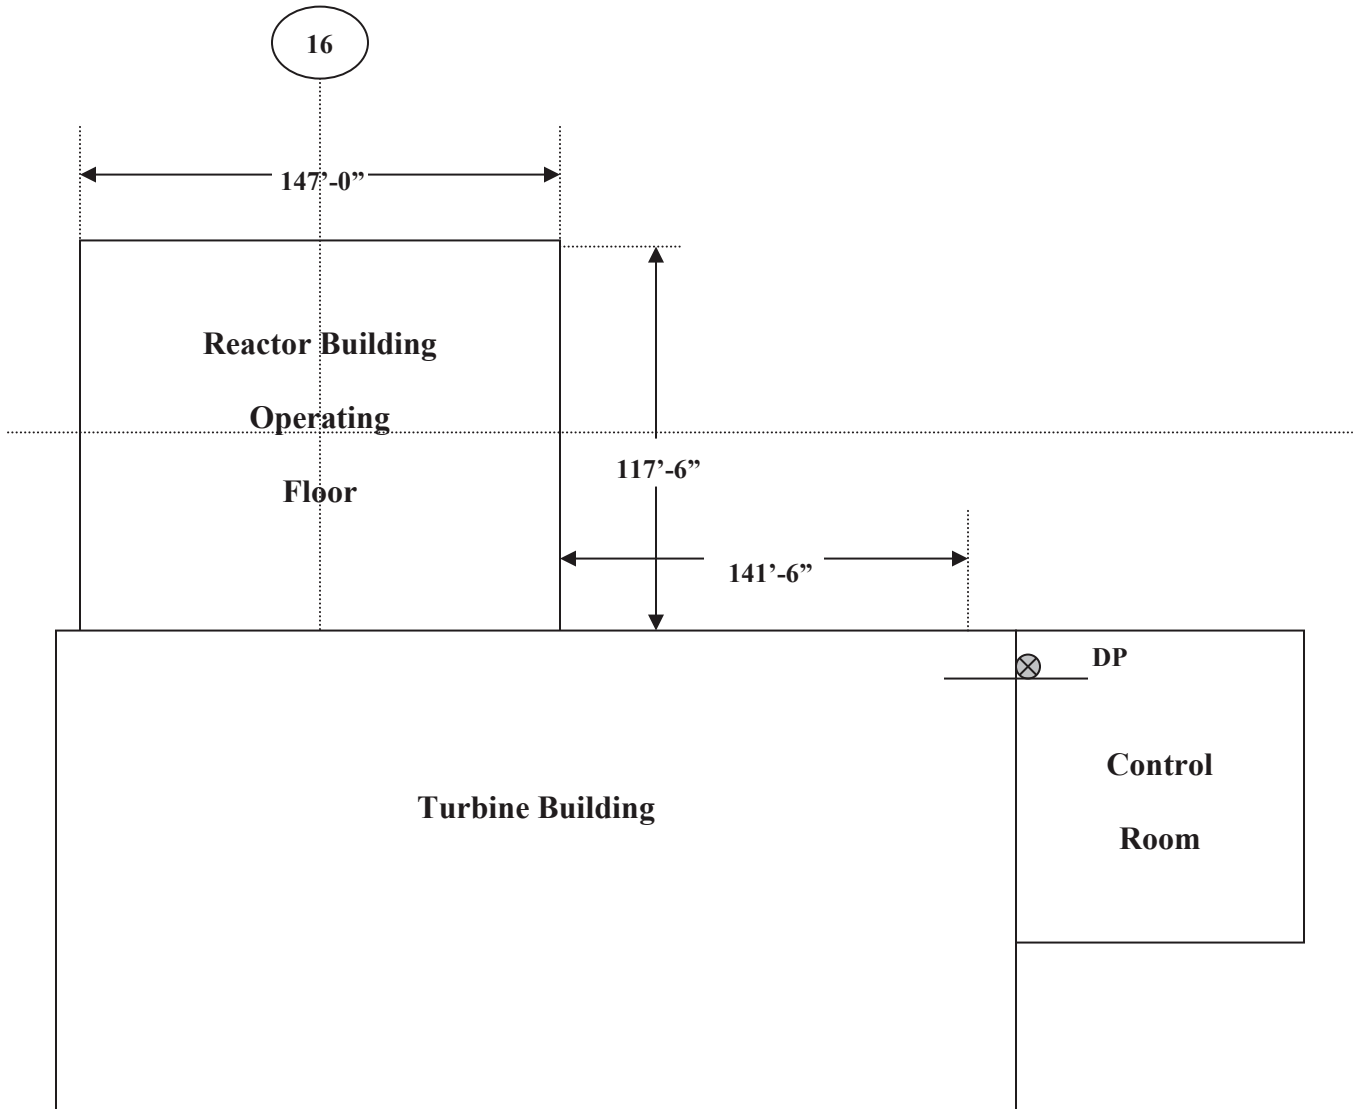 16
147’-0”
Reactor Building
Operating
Floor
117’-6”
141’-6”
DP
Control
Room
Turbine Building